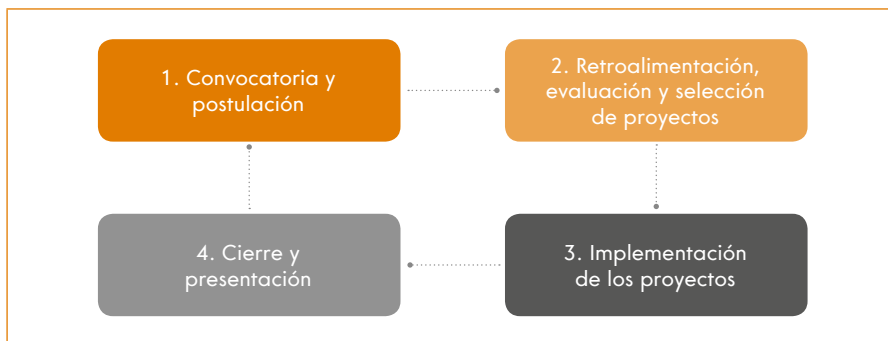 1. Convocatoria y
postulación
2. Retroalimentación,
evaluación y selección
de proyectos
3. Implementación
de los proyectos
4. Cierre y
presentación